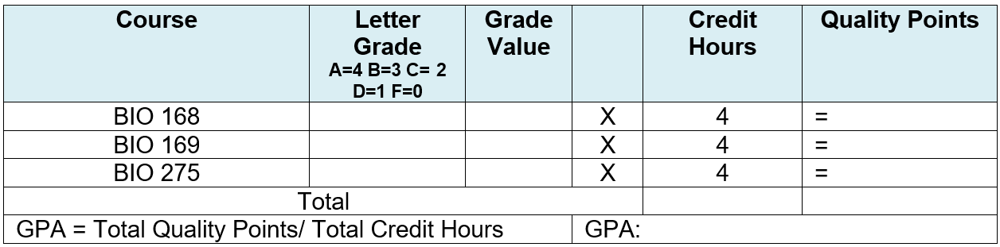 Course Letter Grade Value Credit Hours Quality Points
Grade
A=4 B=3 C= 2
D=1 F=0
BIO 168 X 4 =
BIO 169 X 4 =
BIO 275 X 4 =
Total
GPA = Total Quality Points/ Total Credit Hours GPA: